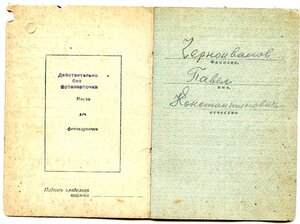 Действительно
без
фотокарточки
Место
для
фотокарточки
Подпись владельца
книжки
Черноиванов
фамилия,
Павел
имя,
Константинович
отчество